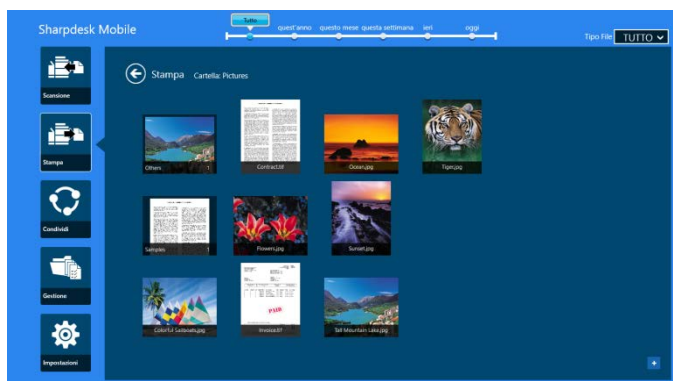 Sharpdesk Mobile
Tutto
quest'anno
questo mese
questa settimana
ieri
oggi
Tipo File
TUTTO
Scansione
Stampa
Condividi
Gestione
Impostazioni
Stampa
Cartella: Pictures
Others 1
Contract.tif
Ocean.jpg
Tiger.jpg
Samples 1
Flowers.jpg
Sunset.jpg
Colorful Sailboats.jpg
Invoice.tif
Tall Mountain Lake.jpg
PAID